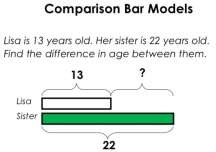 Comparison Bar Models
Lisa is 13 years old. Her sister is 22 years old.
Find the difference in age between them.
13 ?
Lisa
Sister
22